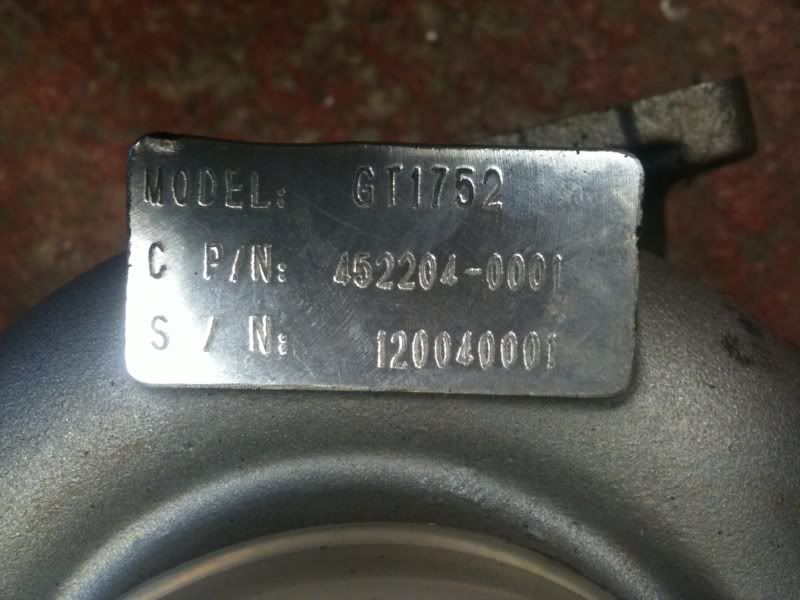 MODEL: GT1752
C P/N: 452204-0001
S / N: 120040001